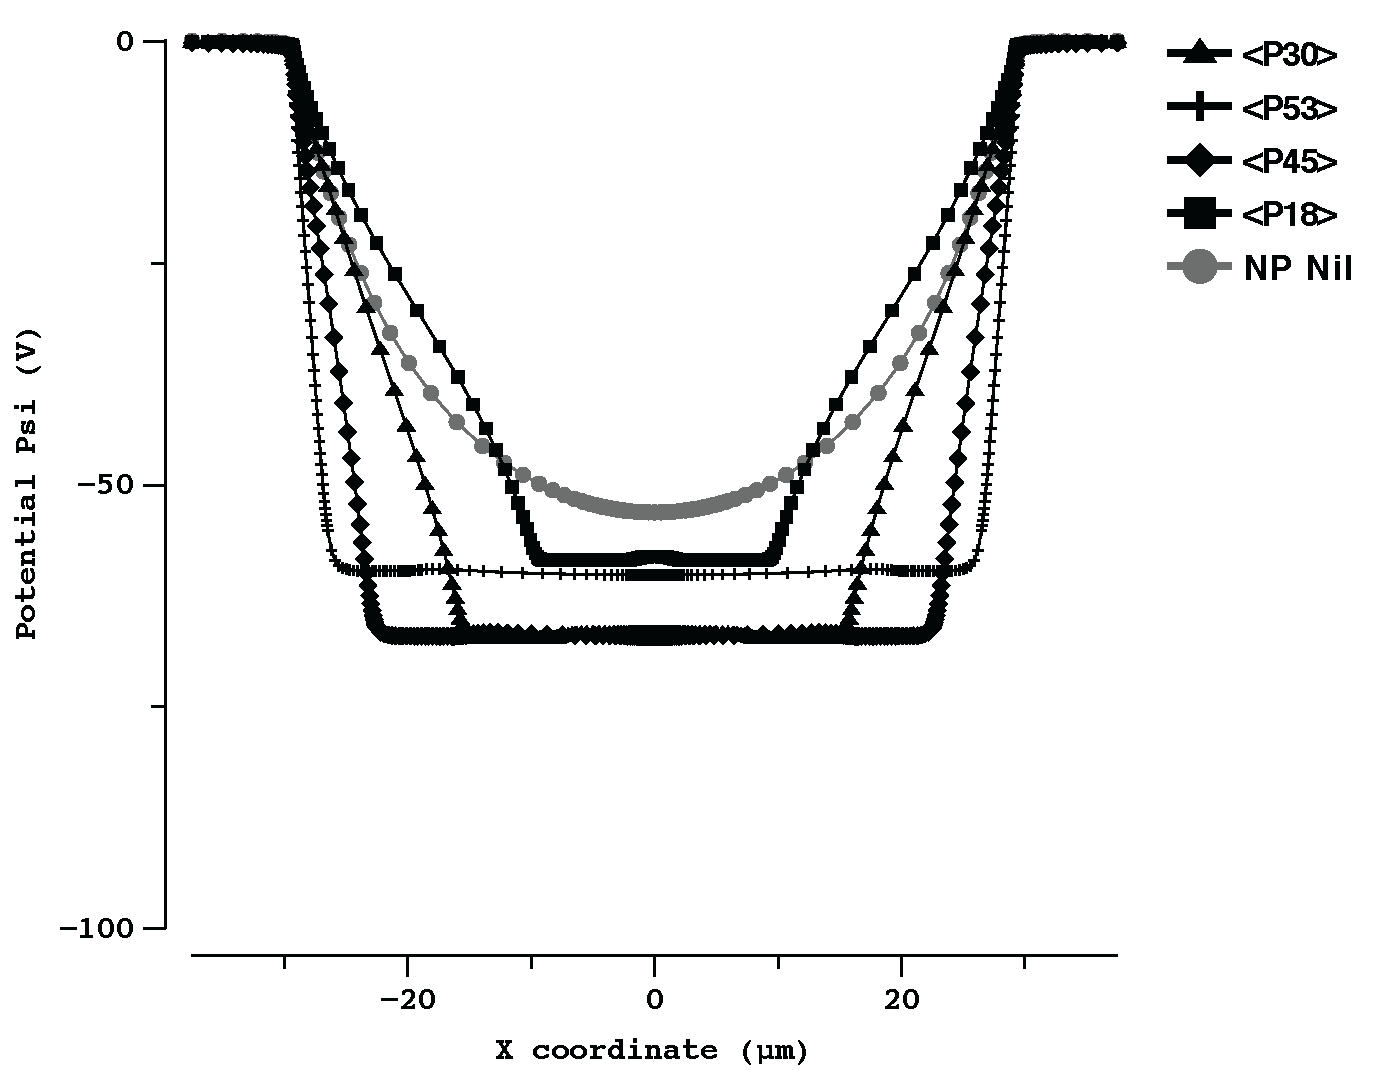 0
−50
−100
Potential Psi (V)
−20 0 20
X coordinate (µm)
<P30>
<P53>
<P45>
<P18>
NP Nil